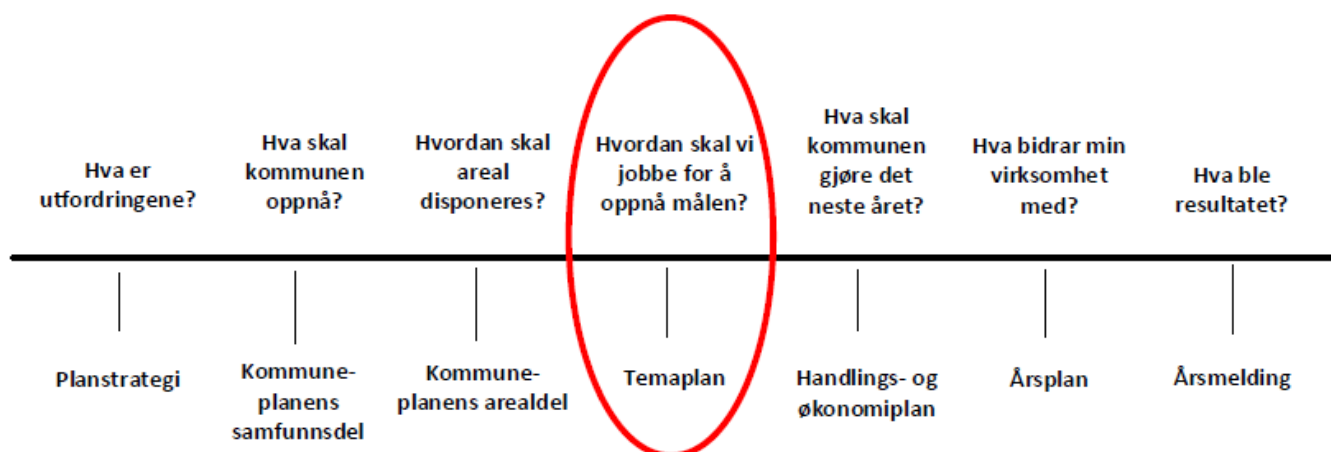 Hva er
utfordringene?
Hva skal
kommunen
oppnå?
Hvordan skal
areal
disponeres?
Hvordan skal vi
jobbe for å
oppnå målen?
Hva skal
kommunen
gjøre det
neste året?
Hva bidrar min
virksomhet
med?
Hva ble
resultatet?
Planstrategi
Kommune-
planens
samfunnsdel
Kommune-
planens arealdel
Temaplan
Handlings- og
økonomiplan
Årsplan
Årsmelding